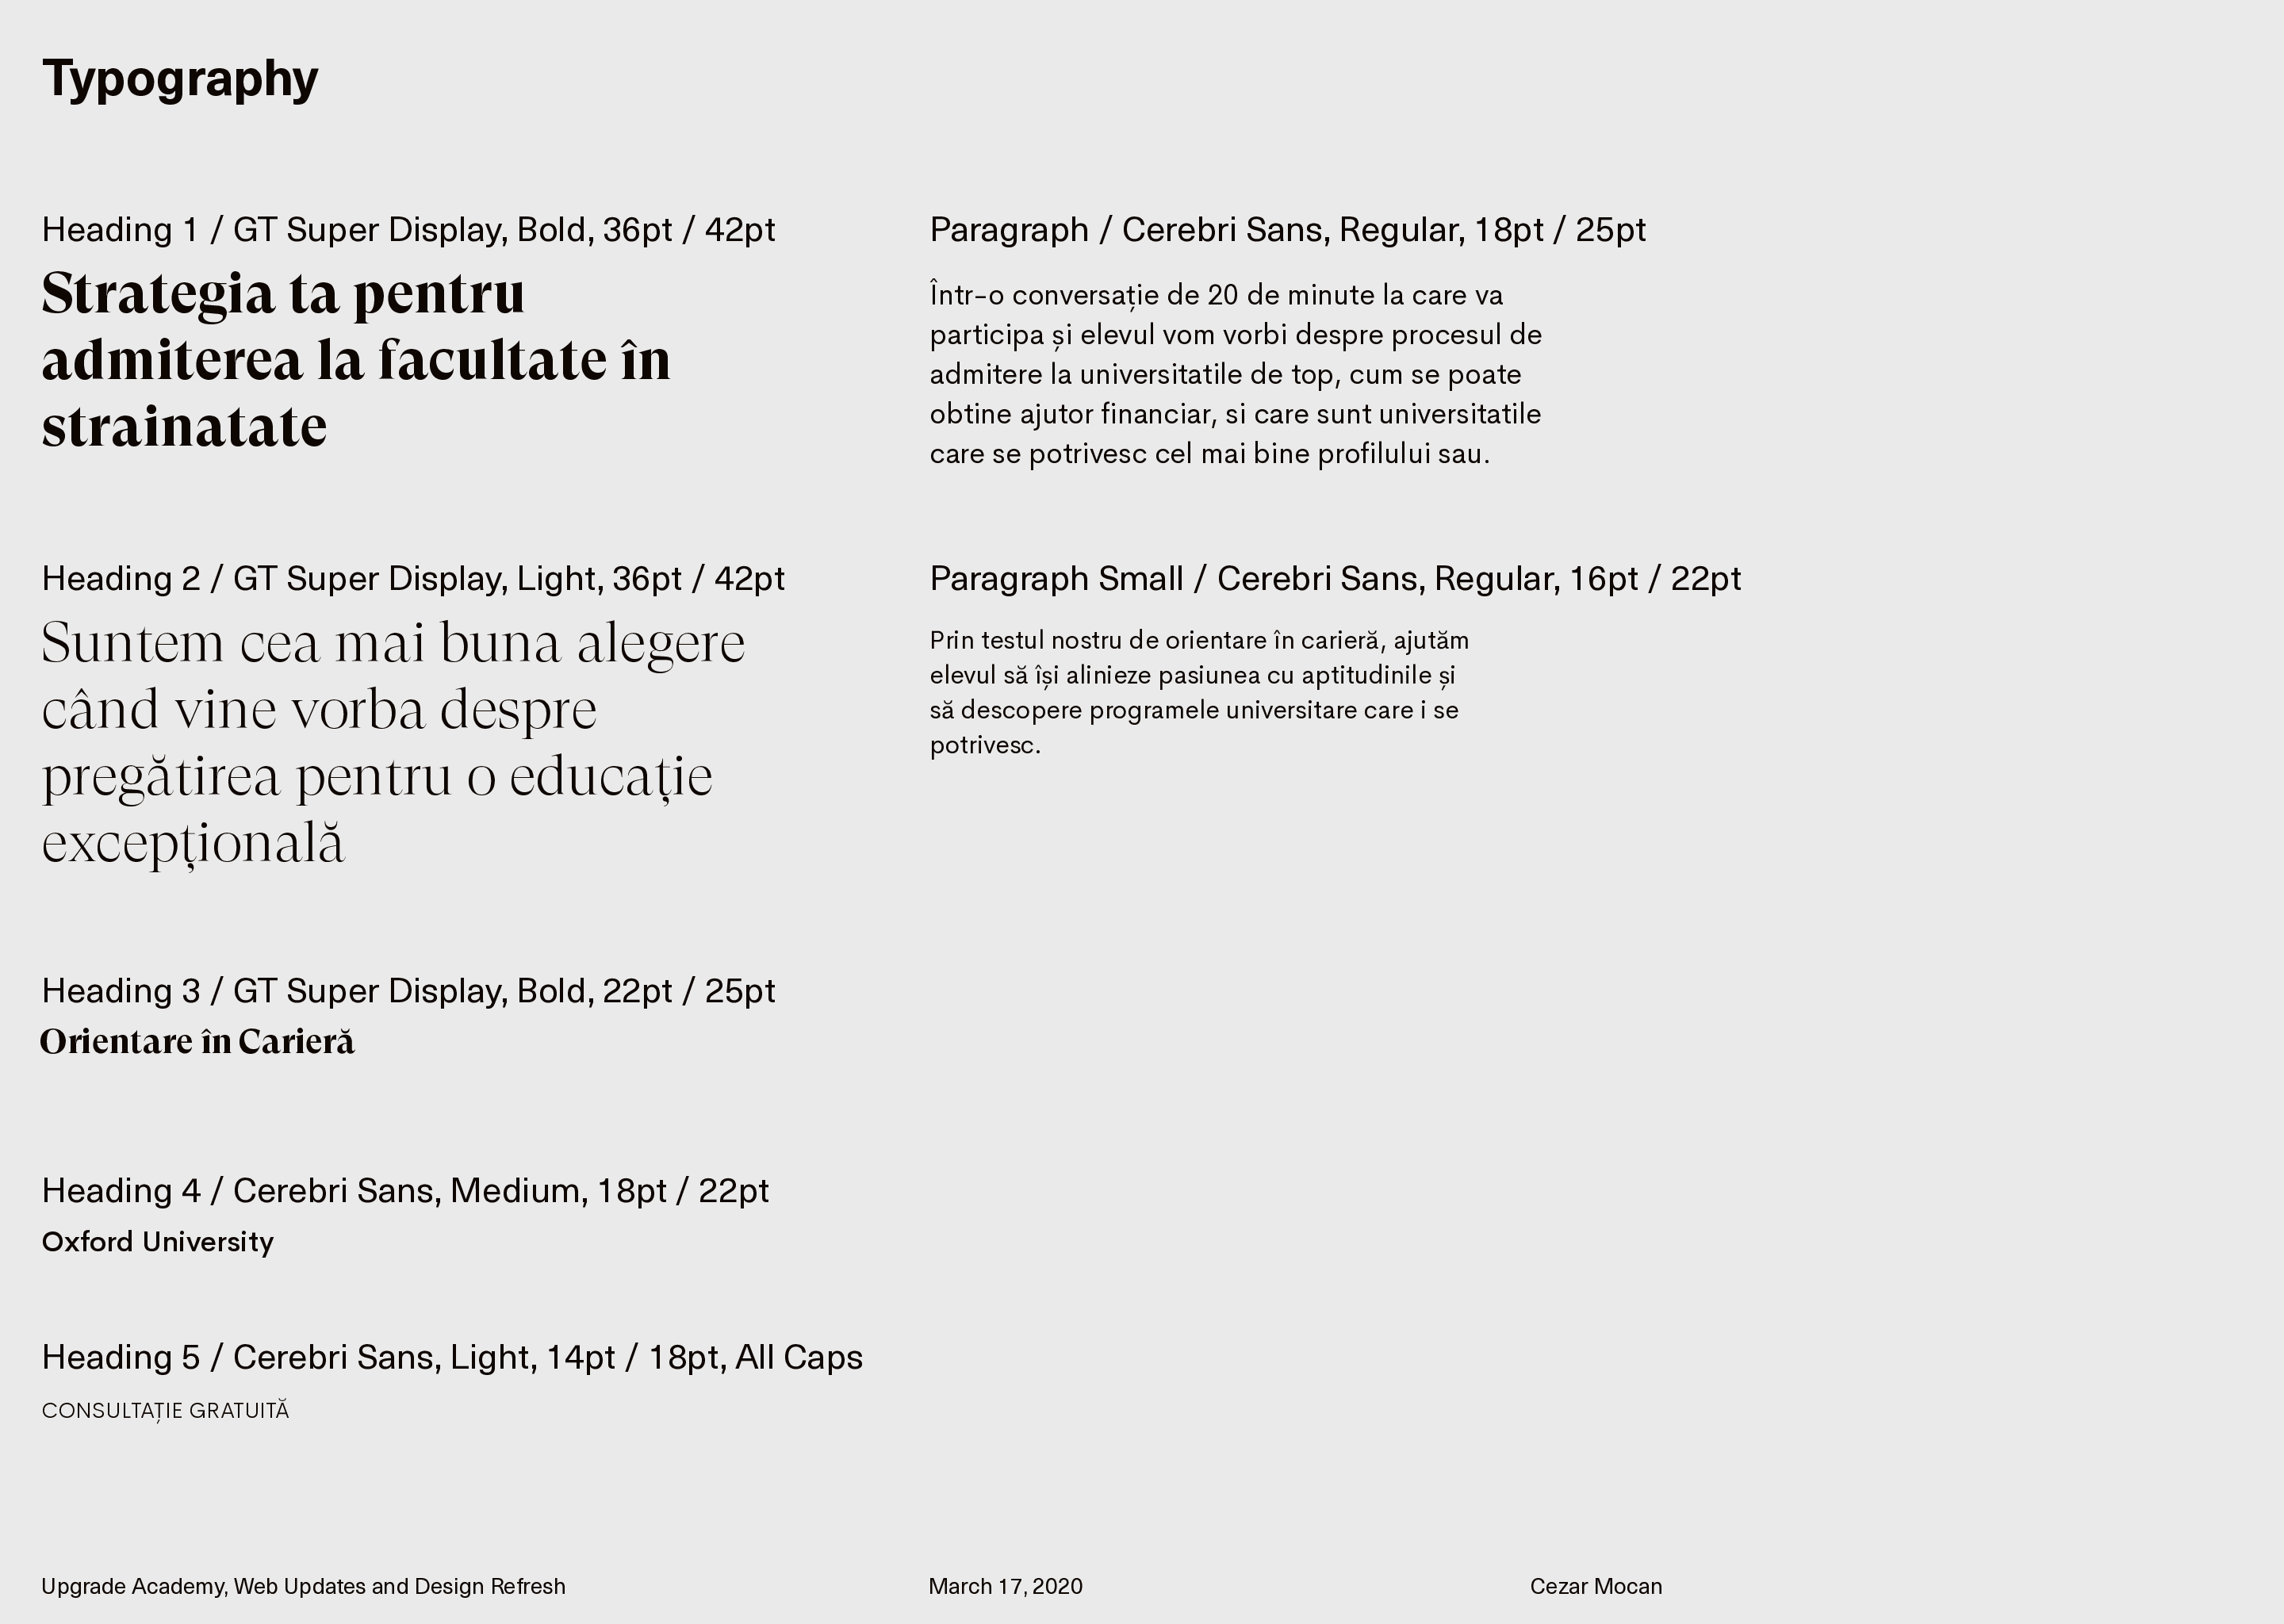 Typography
Heading 1 / GT Super Display, Bold, 36pt / 42pt
Strategia ta pentru
admiterea la facultate în
strainatate
Heading 2 / GT Super Display, Light, 36pt / 42pt
Suntem cea mai buna alegere
când vine vorba despre
pregătirea pentru o educație
excepțională
Heading 3 / GT Super Display, Bold, 22pt / 25pt
Orientare în Carieră
Heading 4 / Cerebri Sans, Medium, 18pt / 22pt
Oxford University
Heading 5 / Cerebri Sans, Light, 14pt / 18pt, All Caps
CONSULTAȚIE GRATUITĂ
Paragraph / Cerebri Sans, Regular, 18pt / 25pt
Într-o conversație de 20 de minute la care va
participa și elevul vom vorbi despre procesul de
admitere la universitatile de top, cum se poate
obtine ajutor financiar, si care sunt universitatile
care se potrivesc cel mai bine profilului sau.
Paragraph Small / Cerebri Sans, Regular, 16pt / 22pt
Prin testul nostru de orientare în carieră, ajutăm
elevul să își alinieze pasiunea cu aptitudinile și
să descopere programele universitare care i se
potrivesc.
Upgrade Academy, Web Updates and Design Refresh
March 17, 2020
Cezar Mocan